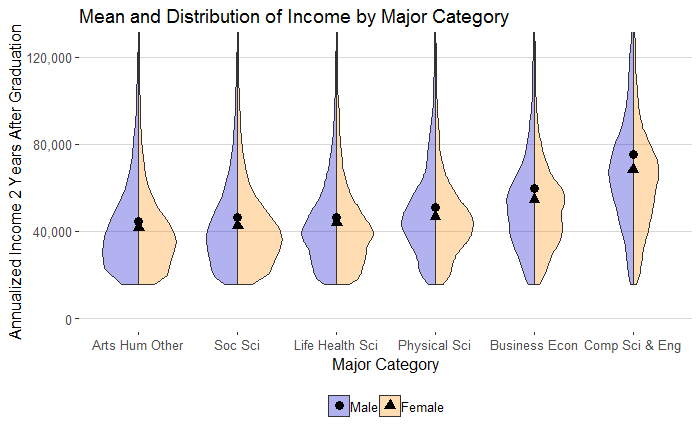 Mean and Distribution of Income by Major Category
Annualized Income 2 Years After Graduation
120,000
80,000
40,000
0
Arts Hum Other Soc Sci Life Health Sci Physical Sci Business Econ Comp Sci & Eng
Major Category
Male Female